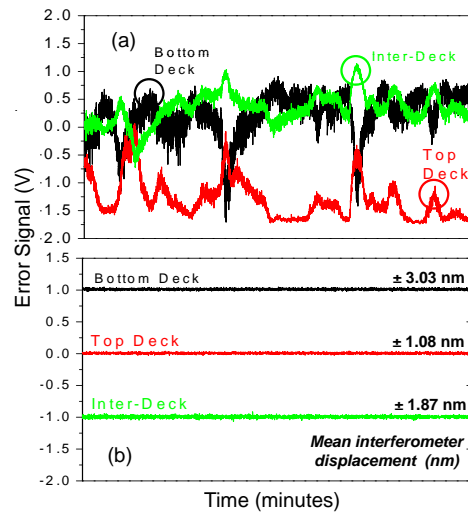 (a)
Bottom
Deck
Inter-Deck
Top
Deck
2.0
1.5
1.0
0.5
0.0
0.5
-1.0
-1.5
2.0
Error Signal (V)
1.5
1.0
0.5
0.0
-0.5
-1.0
-1.5
-2.0
Bottom Deck
± 3.03 nm
Top Deck
± 1.08 nm
Inter-Deck
± 1.87 nm
Mean interferometer
displacement (nm)
(b)
Time (minutes)